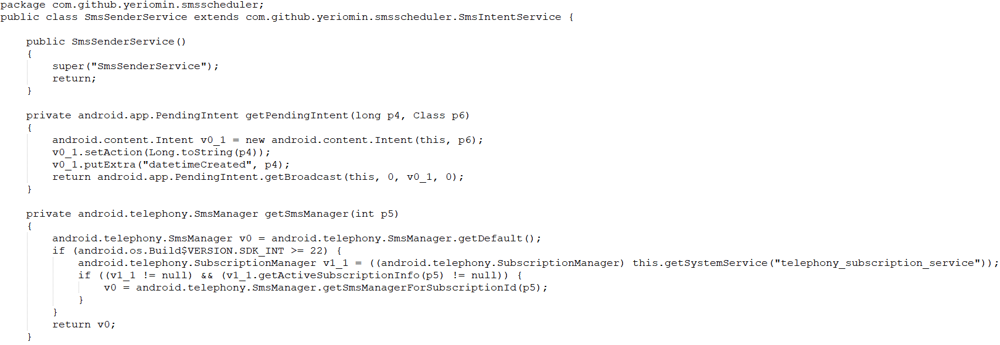 package com.github.yeriomin.smsscheduler;
public class SmsSenderService extends com.github.yeriomin.smsscheduler.SmsIntentService {
public SmsSenderService()
{
super("SmsSenderService");
return;
}
private android.app.PendingIntent getPendingIntent(long p4, Class p6)
{
android.content.Intent v0_1 = new android.content.Intent(this, p6);
v0_1.setAction(Long.toString(p4));
v0_1.putExtra("datetimeCreated", p4);
return android.app.PendingIntent.getBroadcast(this, 0, v0_1, 0);
}
private android.telephony.SmsManager getSmsManager(int p5)
{
android.telephony.SmsManager v0 = android.telephony.SmsManager.getDefault();
if (android.os.Build$VERSION.SDK_INT >= 22) {
android.telephony.SubscriptionManager v1_1 = ((android.telephony.SubscriptionManager) this.getSystemService("telephony_subscription_service"));
if ((v1_1 != null) && (v1_1.getActiveSubscriptionInfo(p5) != null)) {
v0 = android.telephony.SmsManager.getSmsManagerForSubscriptionId(p5);
}
}
return v0;
}